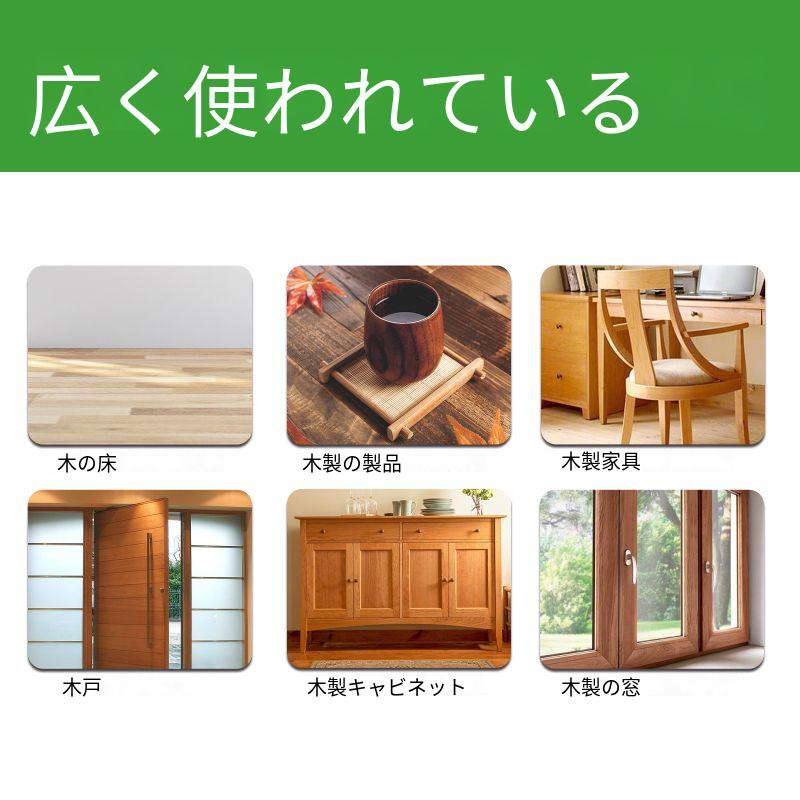 広く使われている
木の床
木製の製品
木製家具
木戸
木製キャビネット
木製の窓